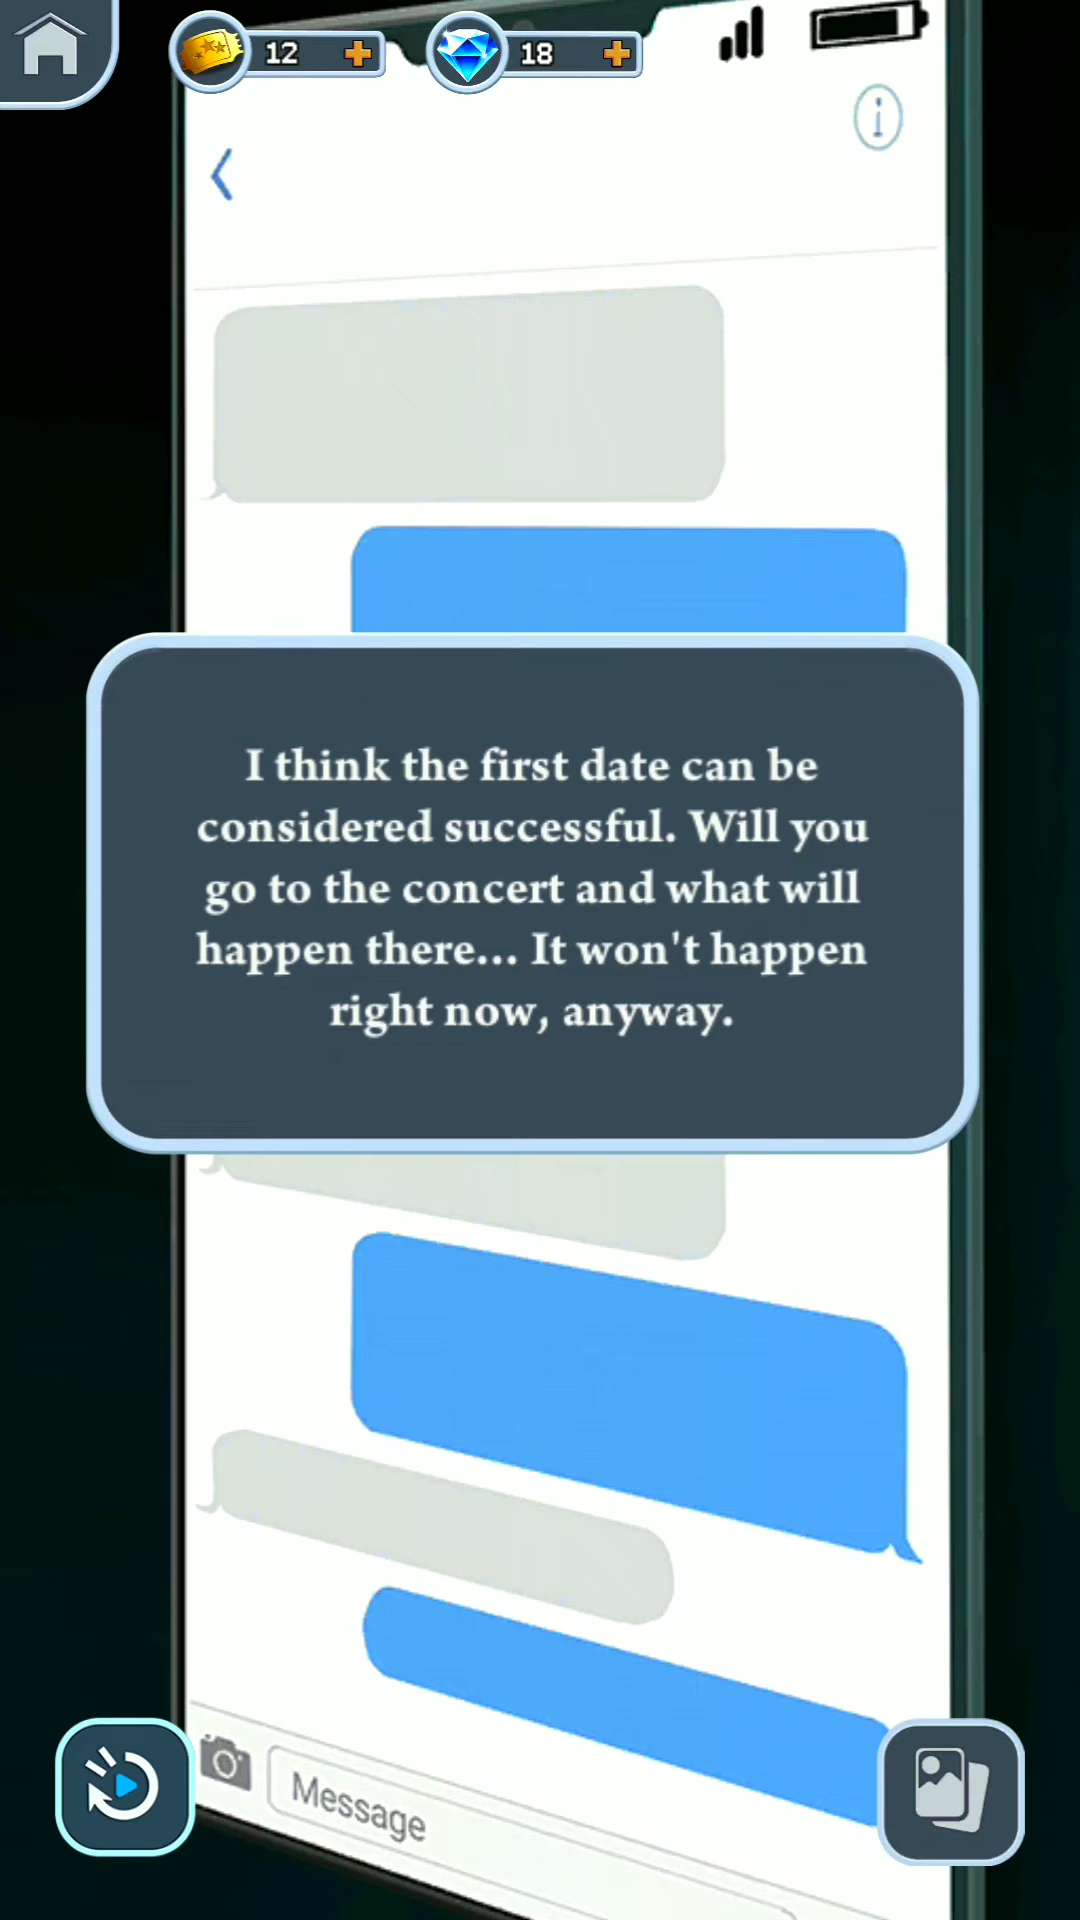 12
18
I think the first date can be
considered successful. Will you
go to the concert and what will
happen there... It won't happen
right now, anyway.
Message